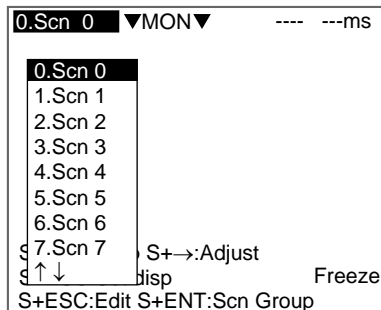 0.Scn 0 ▼MON▼ ---- ---ms
0.Scn 0
1.Scn 1
2.Scn 2
3.Scn 3
4.Scn 4
5.Scn 5
6.Scn 6
7.Scn 7
↑↓
S+→:Adjust
disp Freeze
S+ESC:Edit S+ENT:Scn Group